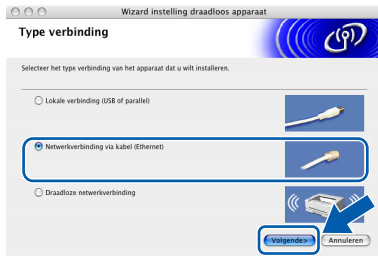 Wizard instelling draadloos apparaat
Type verbinding
Selecteer het type verbinding van het apparaat dat u wilt installeren.
Lokale verbinding (USB of parallel)
Netwerkverbinding via kabel (Ethernet)
Draadloze netwerkverbinding
Volgende> Annuleren